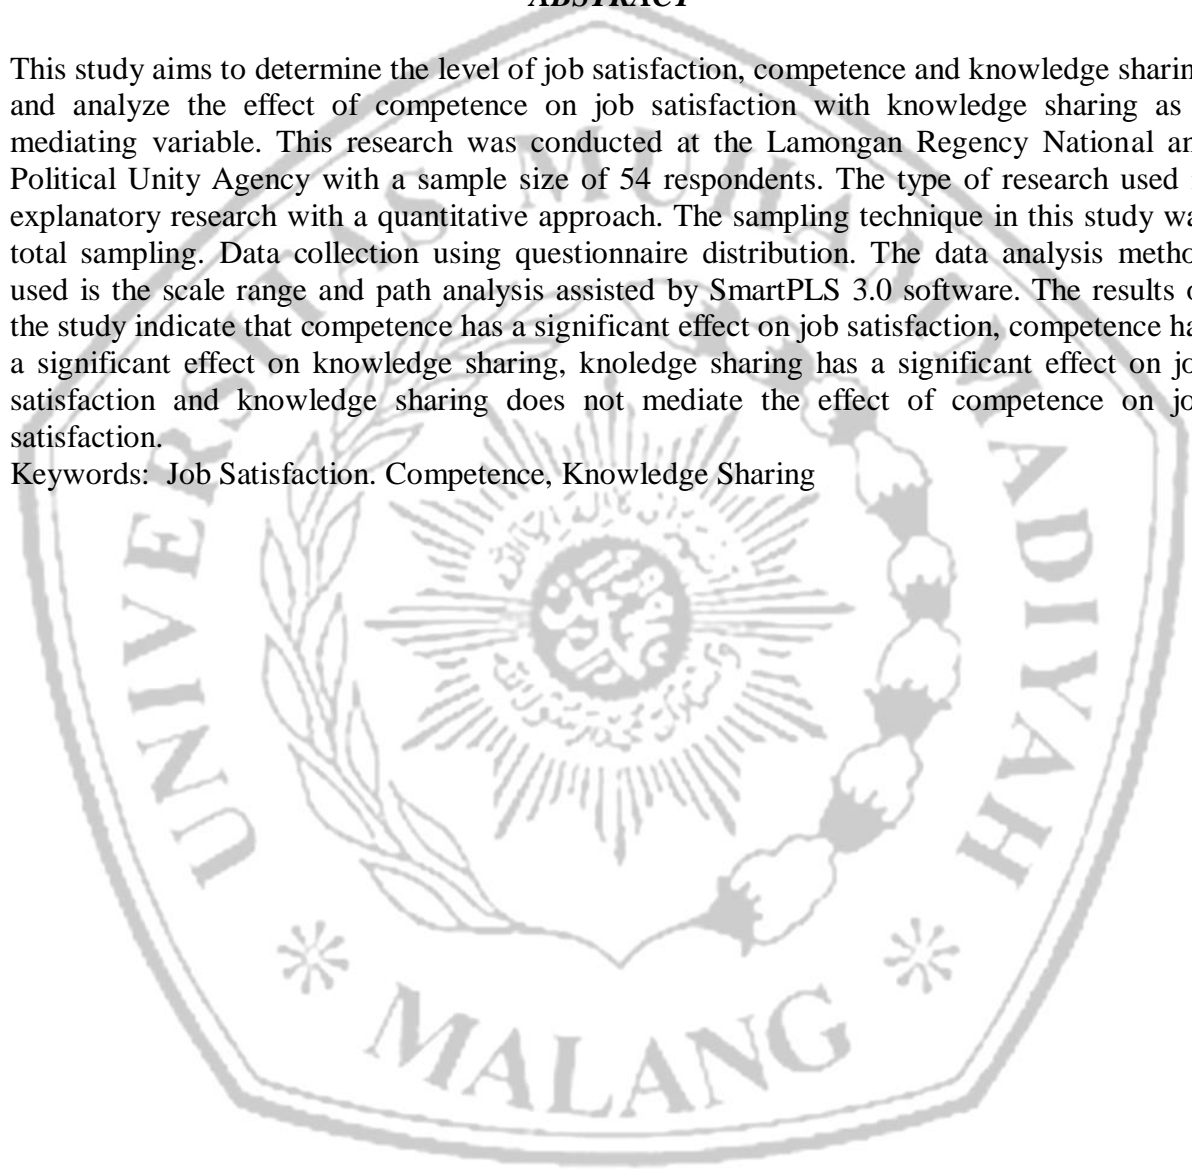 ABSTRACT
This study aims to determine the level of job satisfaction, competence and knowledge sharin
and analyze the effect of competence on job satisfaction with knowledge sharing as
mediating variable. This research was conducted at the Lamongan Regency National an
Political Unity Agency with a sample size of 54 respondents. The type of research used
explanatory research with a quantitative approach. The sampling technique in this study wa
total sampling. Data collection using questionnaire distribution. The data analysis metho
used is the scale range and path analysis assisted by SmartPLS 3.0 software. The results o
the study indicate that competence has a significant effect on job satisfaction, competence ha
a significant effect on knowledge sharing, knoledge sharing has a significant effect on jo
satisfaction and knowledge sharing does not mediate the effect of competence on jo
satisfaction.
Keywords: Job Satisfaction. Competence, Knowledge Sharing
UNIVERSITAS MUHAMMADIYAH
* MALANG *